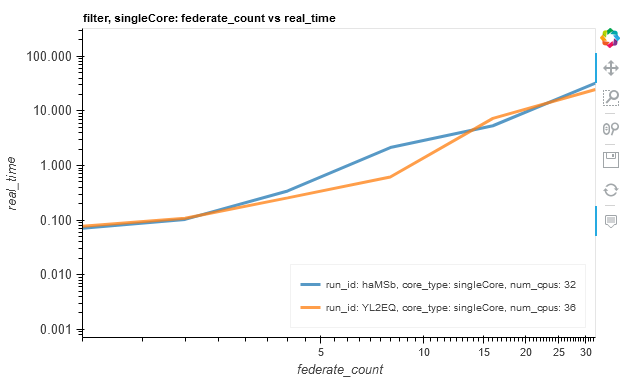 filter, singleCore: federate_count vs real_time
100.000
10.000
1.000
0.100
0.010
0.001
real_time
run_id: haMSb, core_type: singleCore, num_cpus: 32
run_id: YL2EQ, core_type: singleCore, num_cpus: 36
5 10 15 20 25 30
federate_count